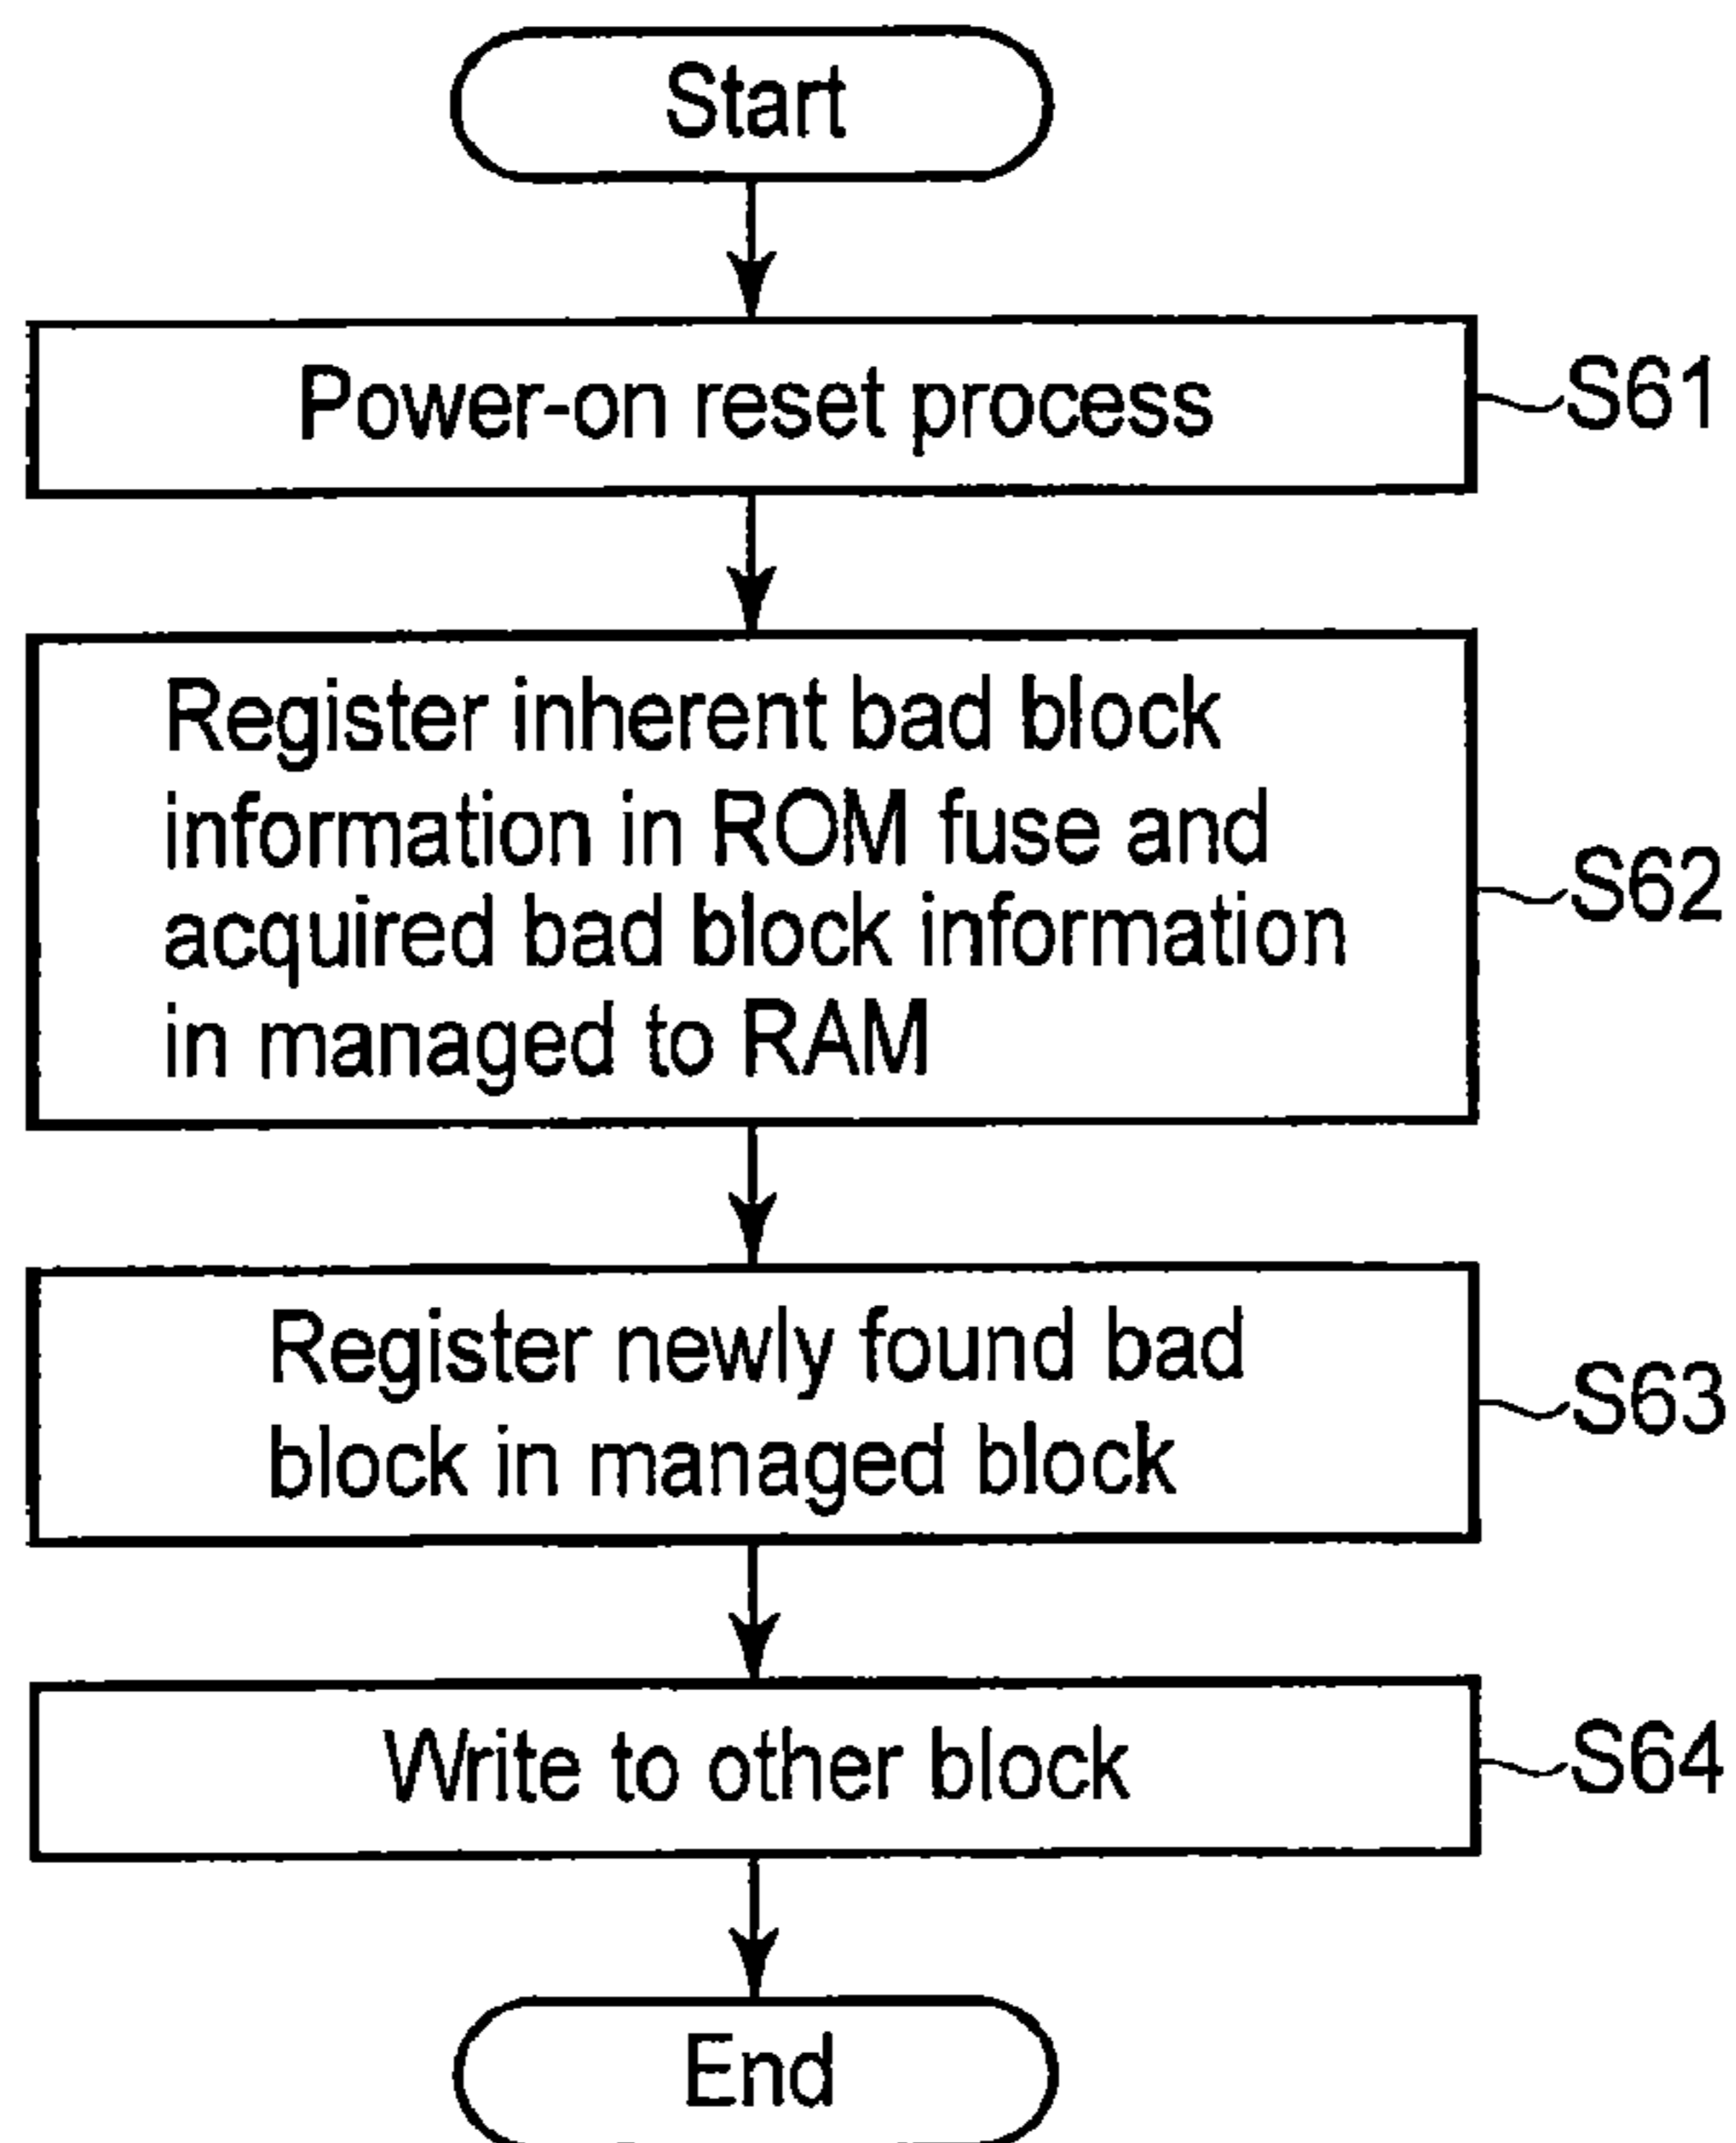 Start
Power-on reset process
S61
Register inherent bad block
information in ROM fuse and
acquired bad block information
in managed to RAM
S62
Register newly found bad
block in managed block
S63
Write to other block
S64
End